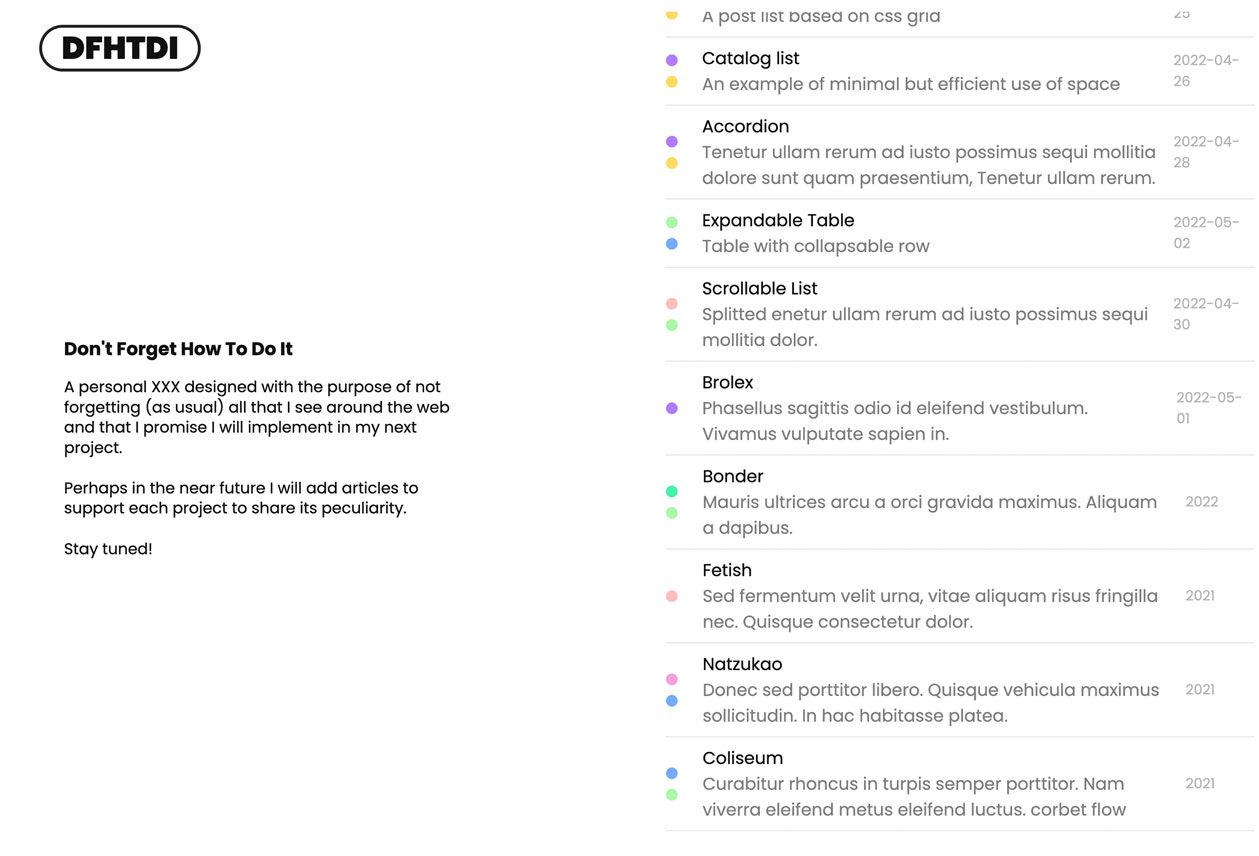 DFHTDI
Don't Forget How To Do It
A personal XXX designed with the purpose of not
forgetting (as usual) all that I see around the web
and that I promise I will implement in my next
project.
Perhaps in the near future I will add articles to
support each project to share its peculiarity.
Stay tuned!
A post list based on css grid
25
Catalog list
An example of minimal but efficient use of space
2022-04-
26
Accordion
Tenetur ullam rerum ad iusto possimus sequi mollitia
dolore sunt quam praesentium, Tenetur ullam rerum.
2022-04-
28
Expandable Table
Table with collapsable row
2022-05-
02
Scrollable List
Splitted enetur ullam rerum ad iusto possimus sequi
mollitia dolor.
2022-04-
30
Brolex
Phasellus sagittis odio id eleifend vestibulum.
Vivamus vulputate sapien in.
2022-05-
01
Bonder
Mauris ultrices arcu a orci gravida maximus. Aliquam
a dapibus.
2022
Fetish
Sed fermentum velit urna, vitae aliquam risus fringilla
nec. Quisque consectetur dolor.
2021
Natzukao
Donec sed porttitor libero. Quisque vehicula maximus
sollicitudin. In hac habitasse platea.
2021
Coliseum
Curabitur rhoncus in turpis semper porttitor. Nam
viverra eleifend metus eleifend luctus. corbet flow
2021